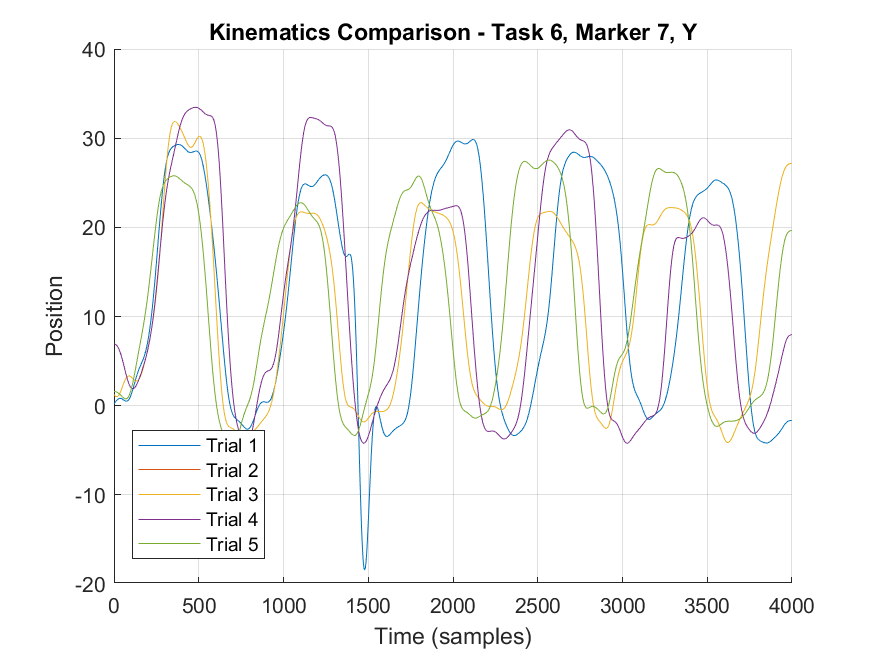 Kinematics Comparison - Task 6, Marker 7, Y
40
30
20
10
0
-10
-20
Position
Trial 1
Trial 2
Trial 3
Trial 4
Trial 5
0 500 1000 1500 2000 2500 3000 3500 4000
Time (samples)